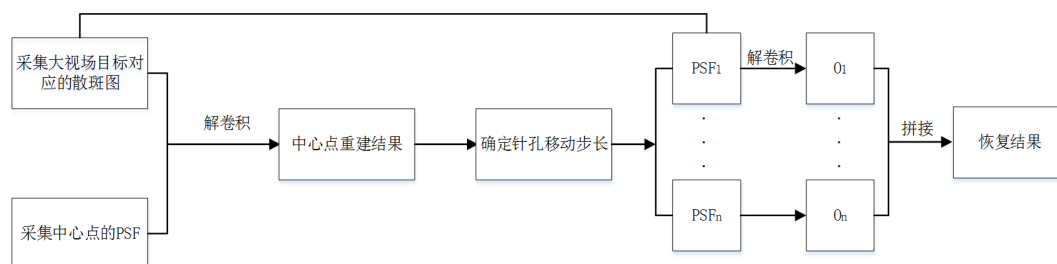 采集大视场目标对
应的散斑图
采集中心点的PSF
解卷积
中心点重建结果
确定针孔移动步长
PSF1
解卷积
O1
PSFn
On
拼接
恢复结果